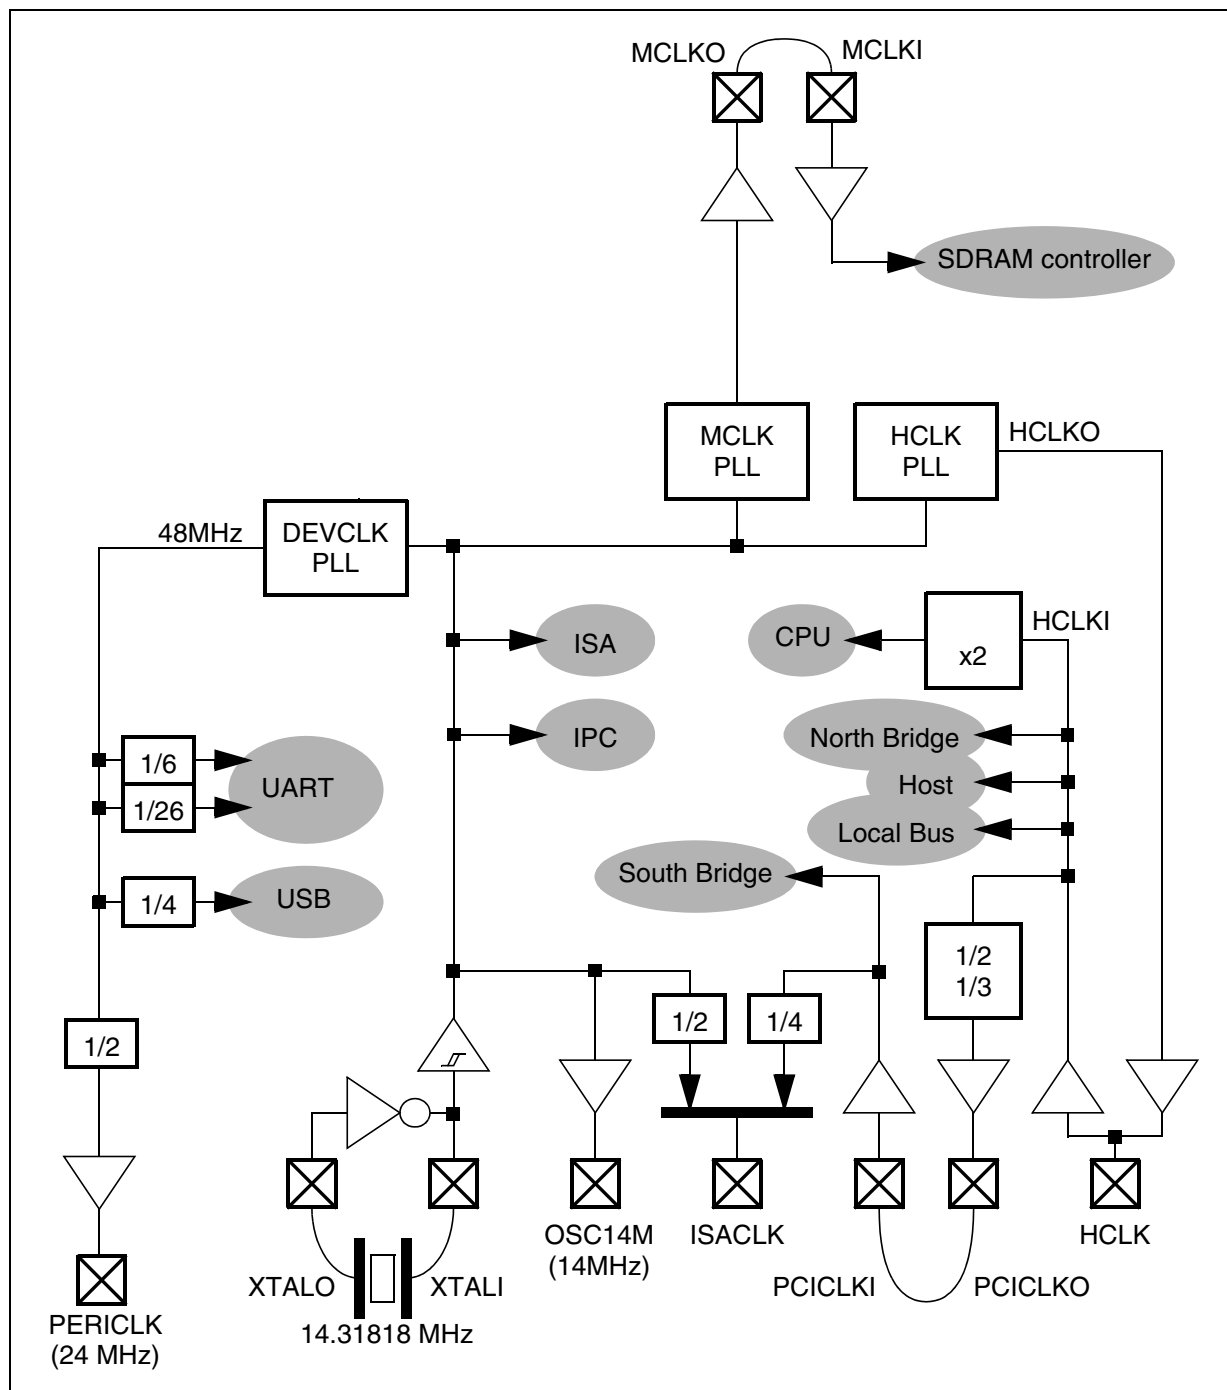 MCLKO
MCLKI
SDRAM controller
MCLK
PLL
HCLK
PLL
HCLKO
48MHz
DEVCLK
PLL
ISA
CPU
x2
HCLKI
IPC
North Bridge
1/6
UART
1/26
Host
Local Bus
South Bridge
1/4
USB
1/2
1/3
1/2
1/2
1/4
OSC14M
(14MHz)
ISACLK
HCLK
XTALO
XTALI
PCICLKI
PCICLKO
14.31818 MHz
PERICLK
(24 MHz)